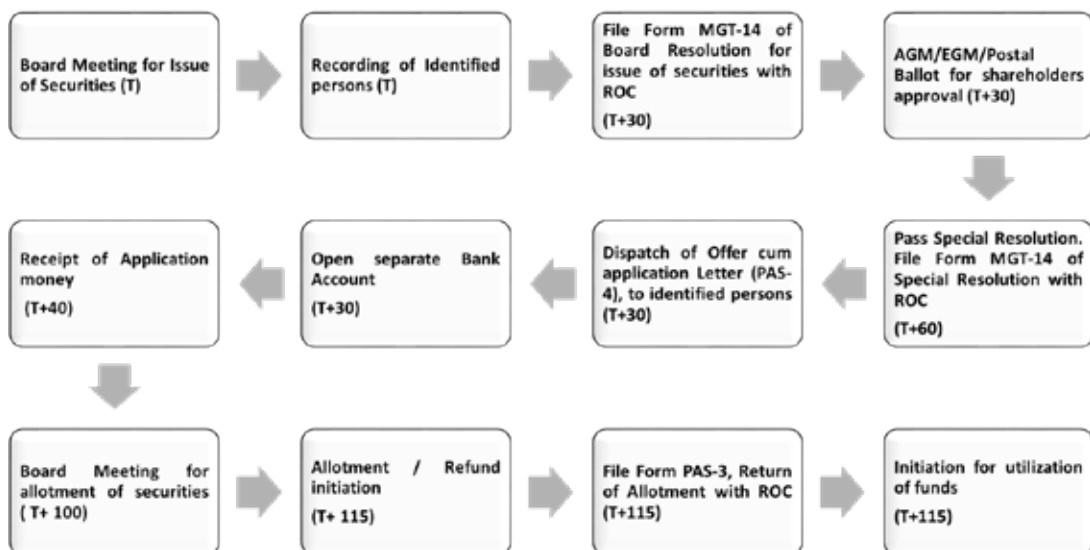 Board Meeting for Issue
of Securities (T)
Recording of Identified
persons (T)
File Form MGT-14 of
Board Resolution for
issue of securities with
ROC
(T+30)
AGM/EGM/Postal
Ballot for shareholders
approval (T+30)
Pass Special Resolution.
File Form MGT-14 of
Special Resolution with
ROC
(T+60)
Dispatch of Offer cum
application Letter (PAS-
4), to identified persons
(T+30)
Open separate Bank
Account
(T+30)
Receipt of Application
money
(T+40)
Board Meeting for
allotment of securities
( T+ 100)
Allotment / Refund
initiation
(T+ 115)
File Form PAS-3, Return
of Allotment with ROC
(T+115)
Initiation for utilization
of funds
(T+115)